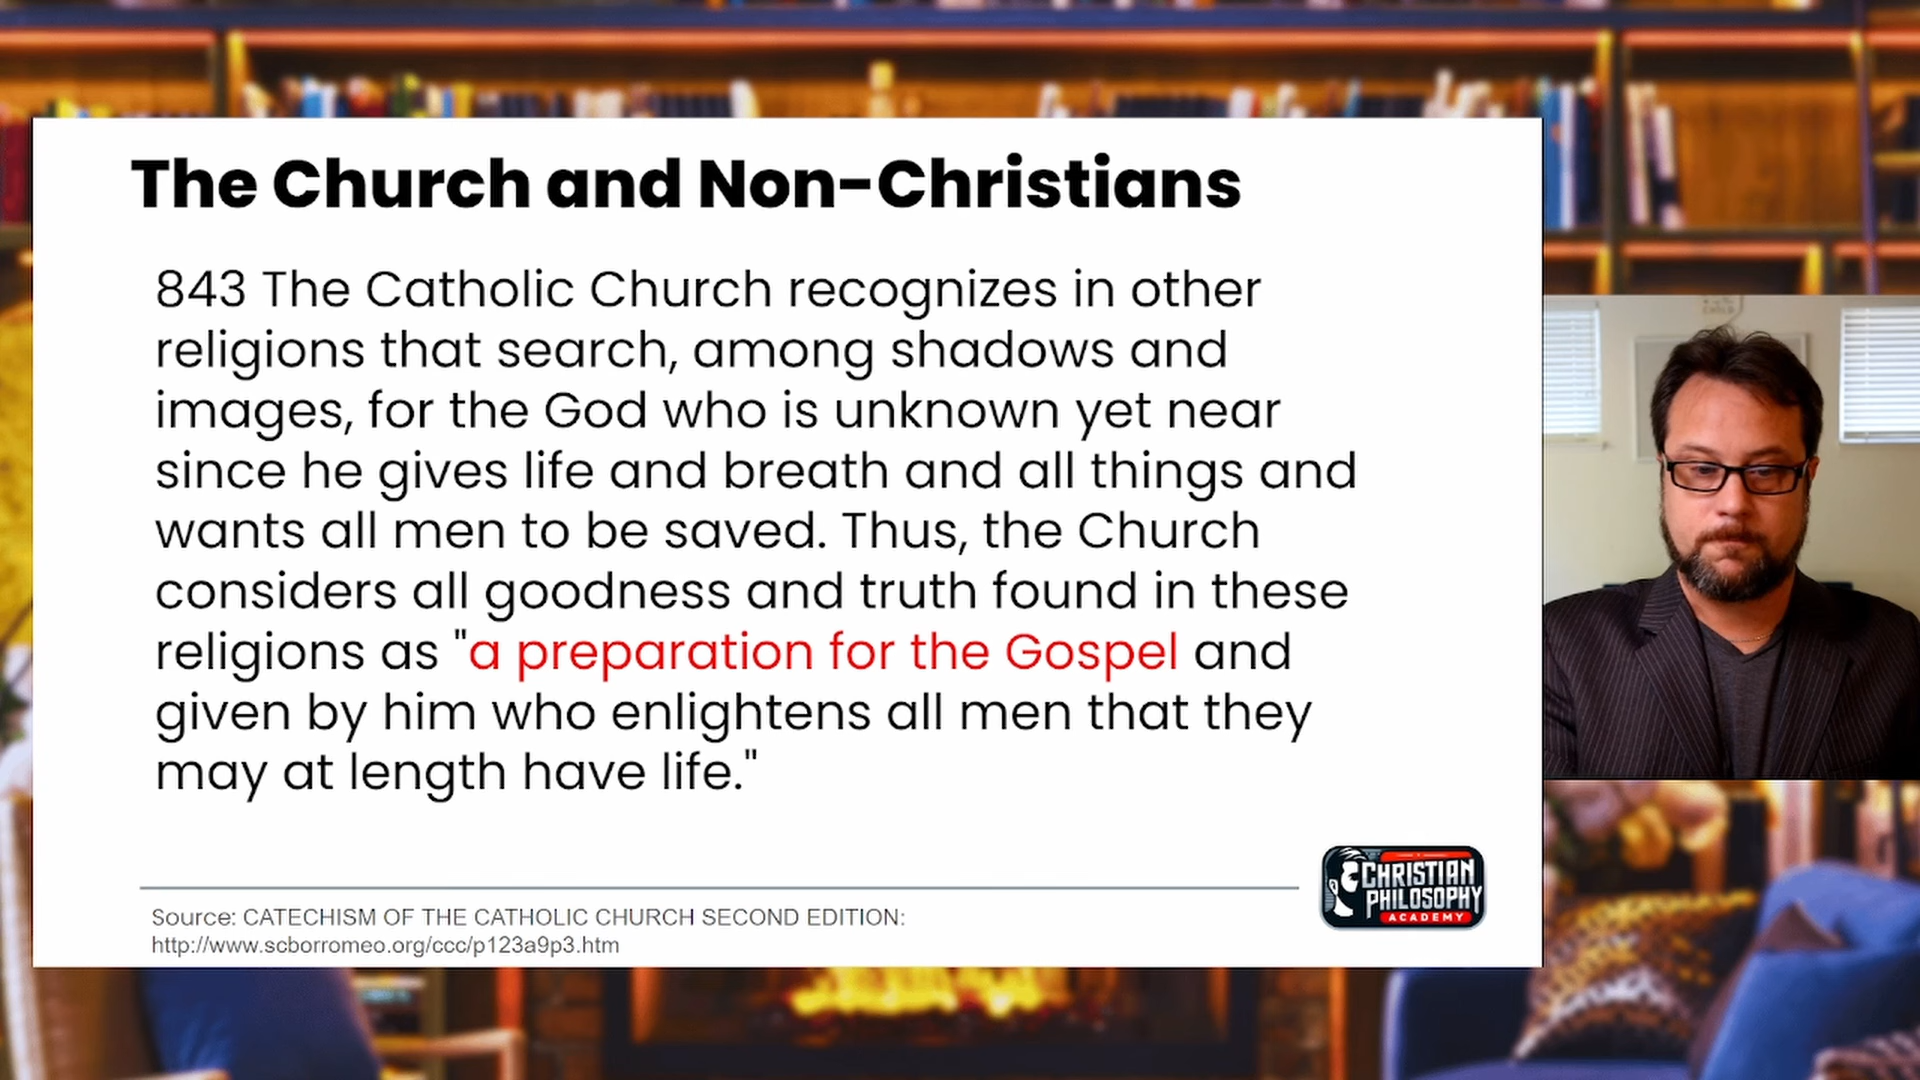 The Church and Non-Christians
843 The Catholic Church recognizes in other
religions that search, among shadows and
images, for the God who is unknown yet near
since he gives life and breath and all things and
wants all men to be saved. Thus, the Church
considers all goodness and truth found in these
religions as "a preparation for the Gospel and
given by him who enlightens all men that they
may at length have life."
CHRISTIAN
PHILOSOPHY
ACADEMY
Source: CATECHISM OF THE CATHOLIC CHURCH SECOND EDITION:
http://www.scborromeo.org/ccc/p123a9p3.htm